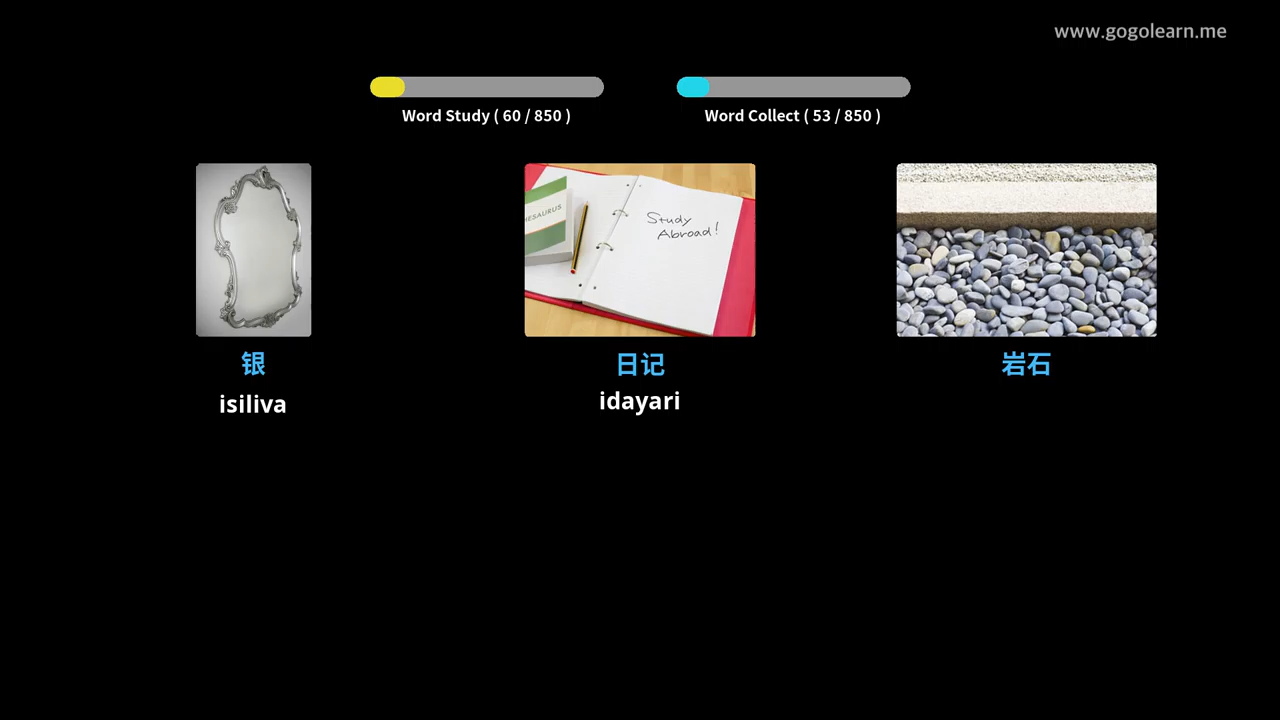 www.gogolearn.me
Word Study ( 60 / 850 )
Word Collect ( 53 / 850 )
HESAURUS
Study
Abroad!
银
日记
岩石
isiliva
idayari